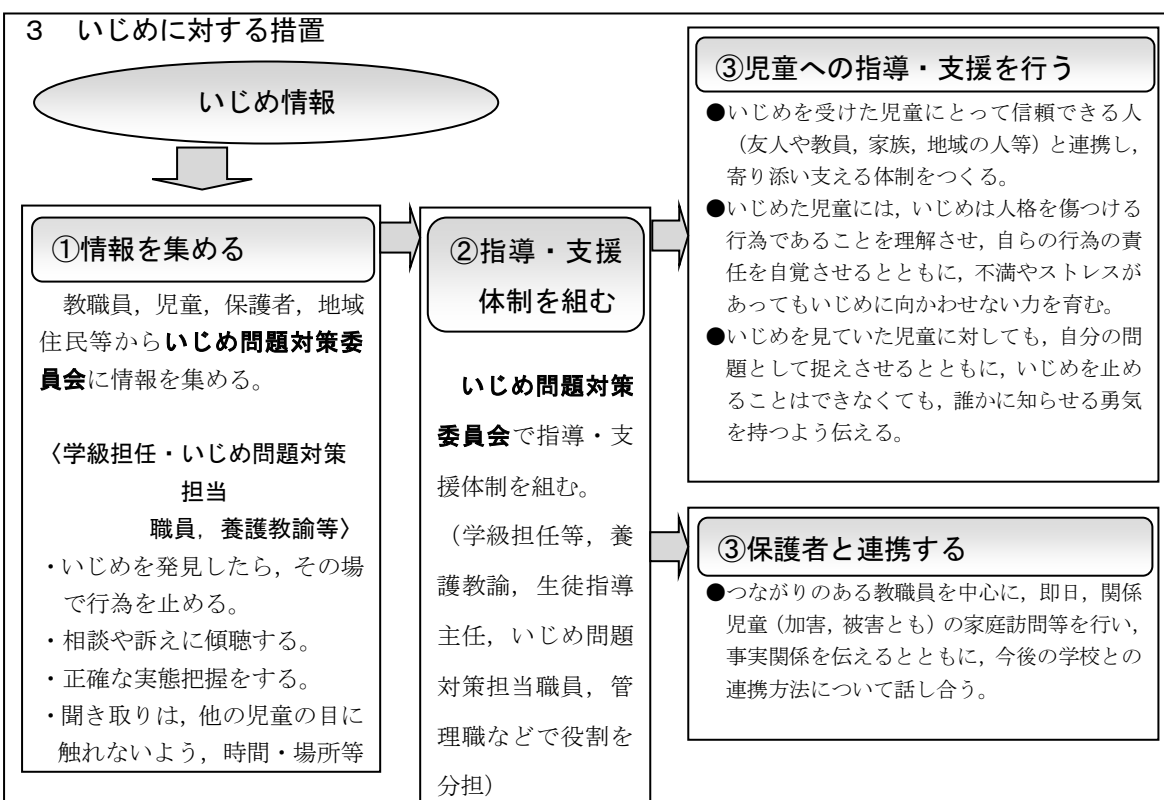 ３　いじめに対する措置
いじめ情報
①情報を集める
教職員，児童，保護者，地域
住民等からいじめ問題対策委
員会に情報を集める。
〈学級担任・いじめ問題対策
担当
職員，養護教諭等〉
・いじめを発見したら，その場
で行為を止める。
・相談や訴えに傾聴する。
・正確な実態把握をする。
・聞き取りは，他の児童の目に
触れないよう，時間・場所等
②指導・支援
体制を組む
いじめ問題対策
委員会で指導・支
援体制を組む。
（学級担任等，養
護教諭，生徒指導
主任，いじめ問題
対策担当職員，管
理職などで役割を
分担）
③児童への指導・支援を行う
●いじめを受けた児童にとって信頼できる人
（友人や教員，家族，地域の人等）と連携し，
寄り添い支える体制をつくる。
●いじめた児童には，いじめは人格を傷つける
行為であることを理解させ，自らの行為の責
任を自覚させるとともに，不満やストレスが
あってもいじめに向かわせない力を育む。
●いじめを見ていた児童に対しても，自分の問
題として捉えさせるとともに，いじめを止め
ることはできなくても，誰かに知らせる勇気
を持つよう伝える。
③保護者と連携する
●つながりのある教職員を中心に，即日，関係
児童（加害，被害とも）の家庭訪問等を行い，
事実関係を伝えるとともに，今後の学校との
連携方法について話し合う。